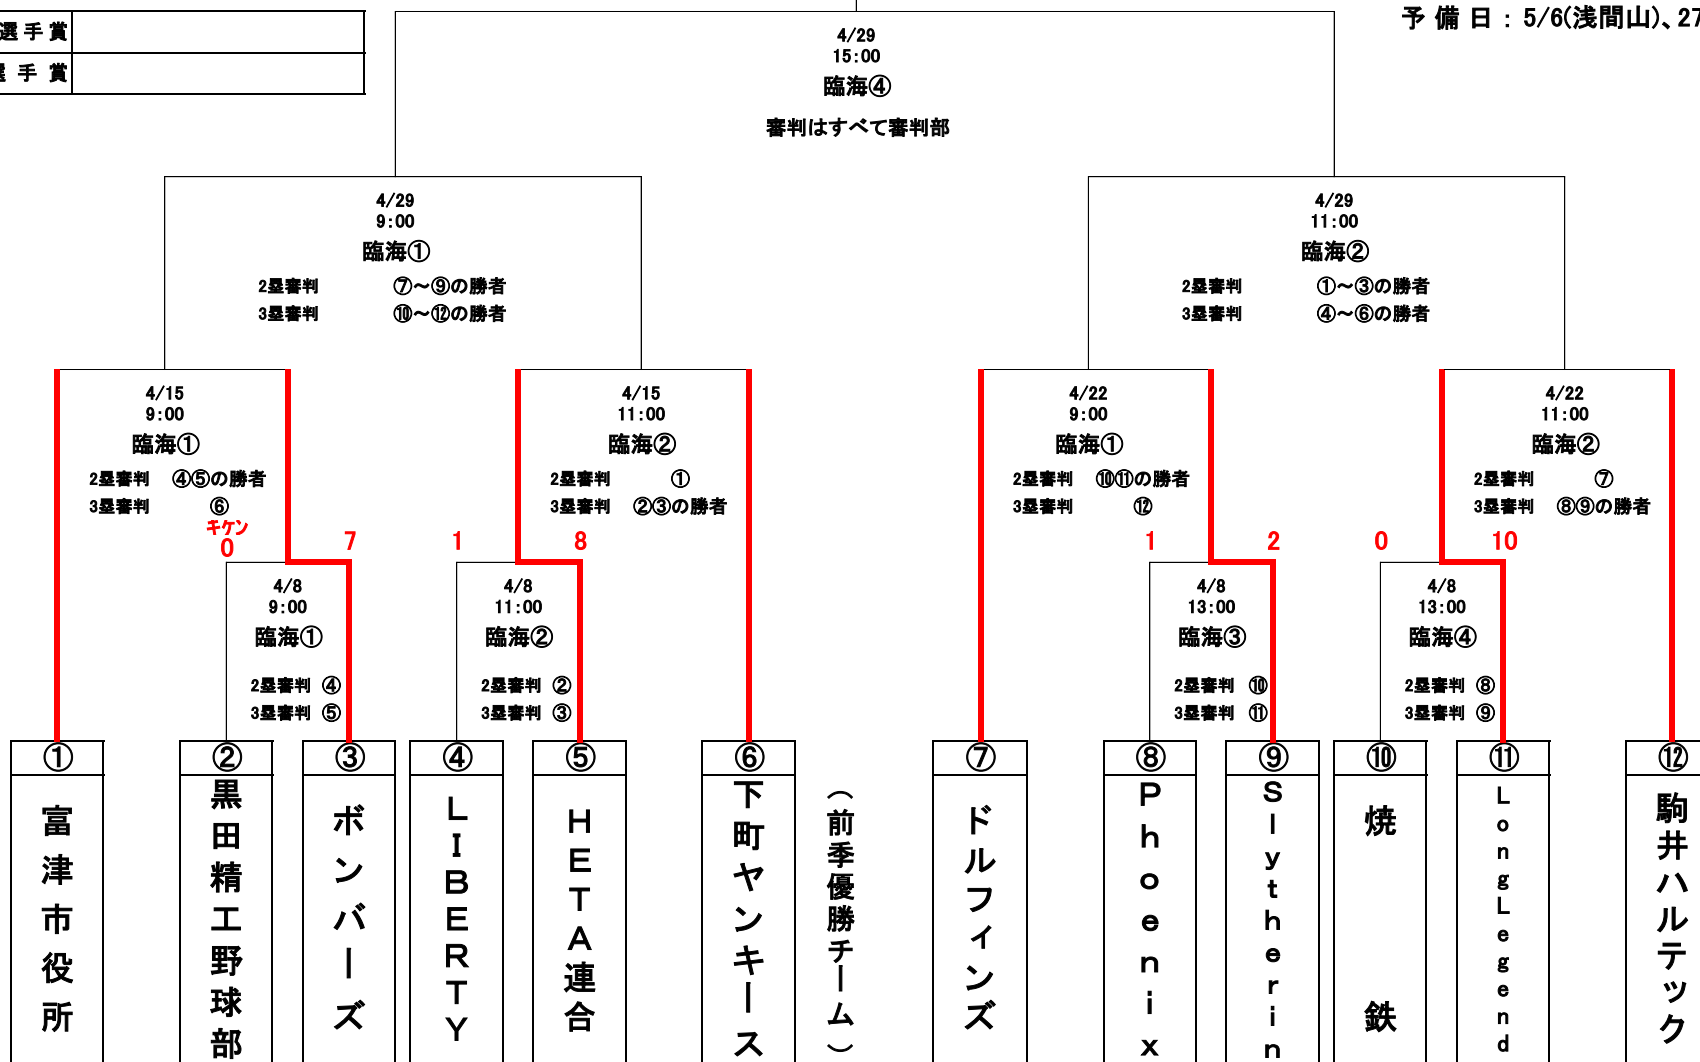 選手賞
選手賞
予備日：5/6(浅間山)、27
4/29
15:00
臨海④
審判はすべて審判部
4/29
9:00
臨海①
2塁審判 ⑦～⑨の勝者
3塁審判 ⑩～⑫の勝者
4/29
11:00
臨海②
2塁審判 ①～③の勝者
3塁審判 ④～⑥の勝者
4/15
9:00
臨海①
2塁審判 ④⑤の勝者
3塁審判 ⑥
4/15
11:00
臨海②
2塁審判 ①
3塁審判 ②③の勝者
4/22
9:00
臨海①
2塁審判 ⑩⑪の勝者
3塁審判 ⑫
4/22
11:00
臨海②
2塁審判 ⑦
3塁審判 ⑧⑨の勝者
キケン
0 7 1 8 1 2 0 10
4/8
9:00
臨海①
2塁審判 ④
3塁審判 ⑤
4/8
11:00
臨海②
2塁審判 ②
3塁審判 ③
4/8
13:00
臨海③
2塁審判 ⑩
3塁審判 ⑪
4/8
13:00
臨海④
2塁審判 ⑧
3塁審判 ⑨
①
富津市役所
②
黒田精工野球部
③
ボンバーズ
④
LIBERTY
⑤
HETA連合
⑥
下町ヤンキース
（前季優勝チーム）
⑦
ドルフィンズ
⑧
Phoenix
⑨
Slytherin
⑩
焼鉄
⑪
LongLegend
⑫
駒井ハルテック